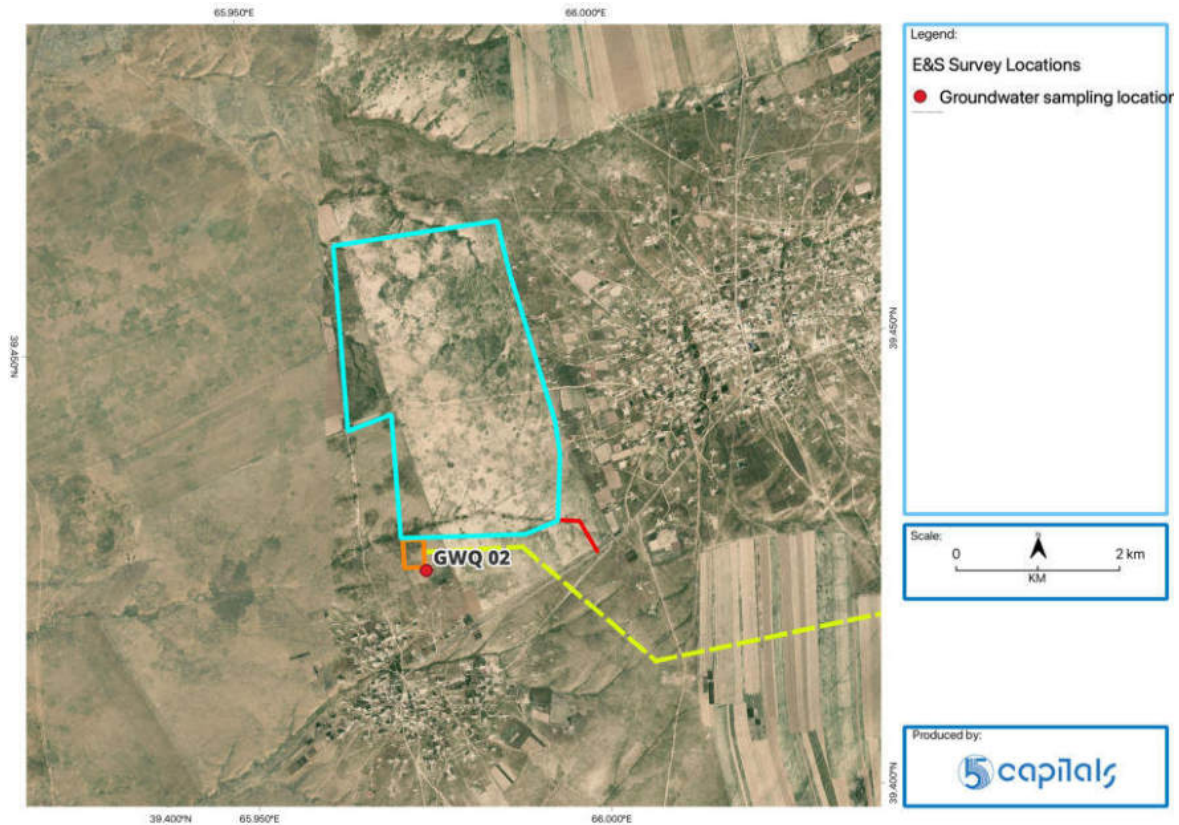 65.950°E
66.000°E
39.450°N
39.450°N
GWQ 02
39.400°N
39.400°N
65.950°E
66.000°E
Legend:
E&S Survey Locations
Groundwater sampling location
Scale:
N
0
2 km
KM
Produced by:
5 capitals